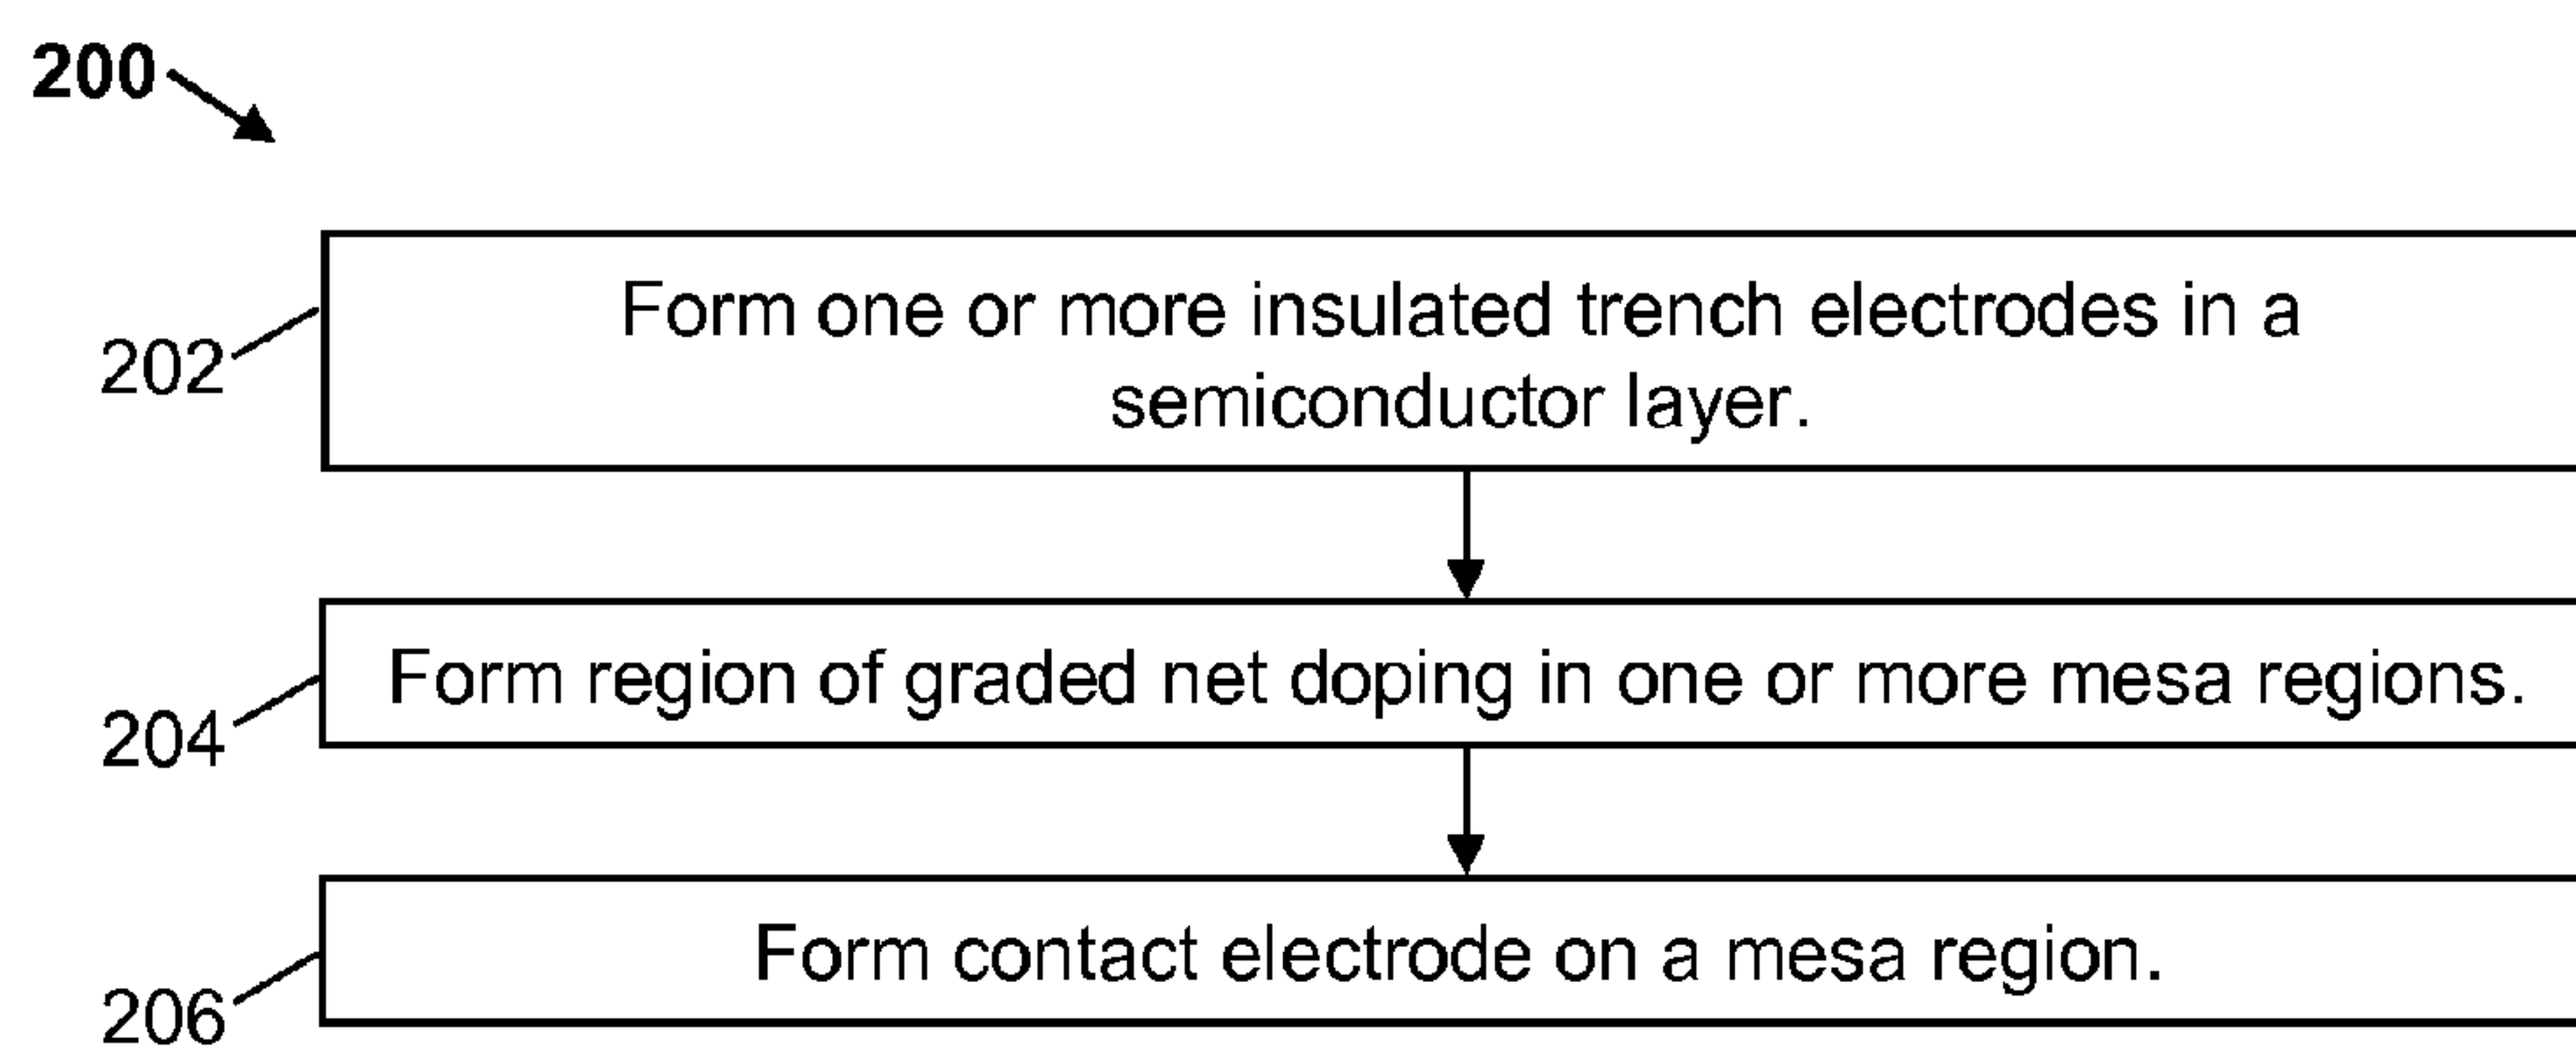 200
202
Form one or more insulated trench electrodes in a
semiconductor layer.
204
Form region of graded net doping in one or more mesa regions.
206
Form contact electrode on a mesa region.